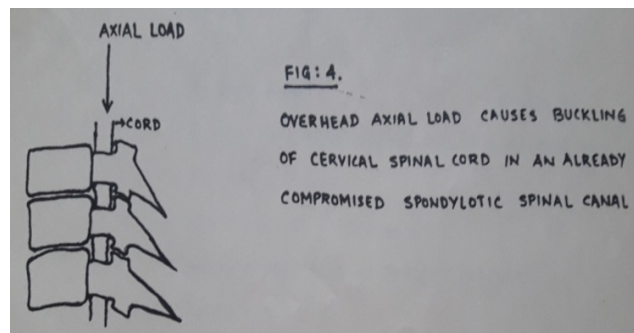 AXIAL LOAD
CORD
FIG: 4.
OVERHEAD AXIAL LOAD CAUSES BUCKLING
OF CERVICAL SPINAL CORD IN AN ALREADY
COMPROMISED SPONDYLOTIC SPINAL CANAL